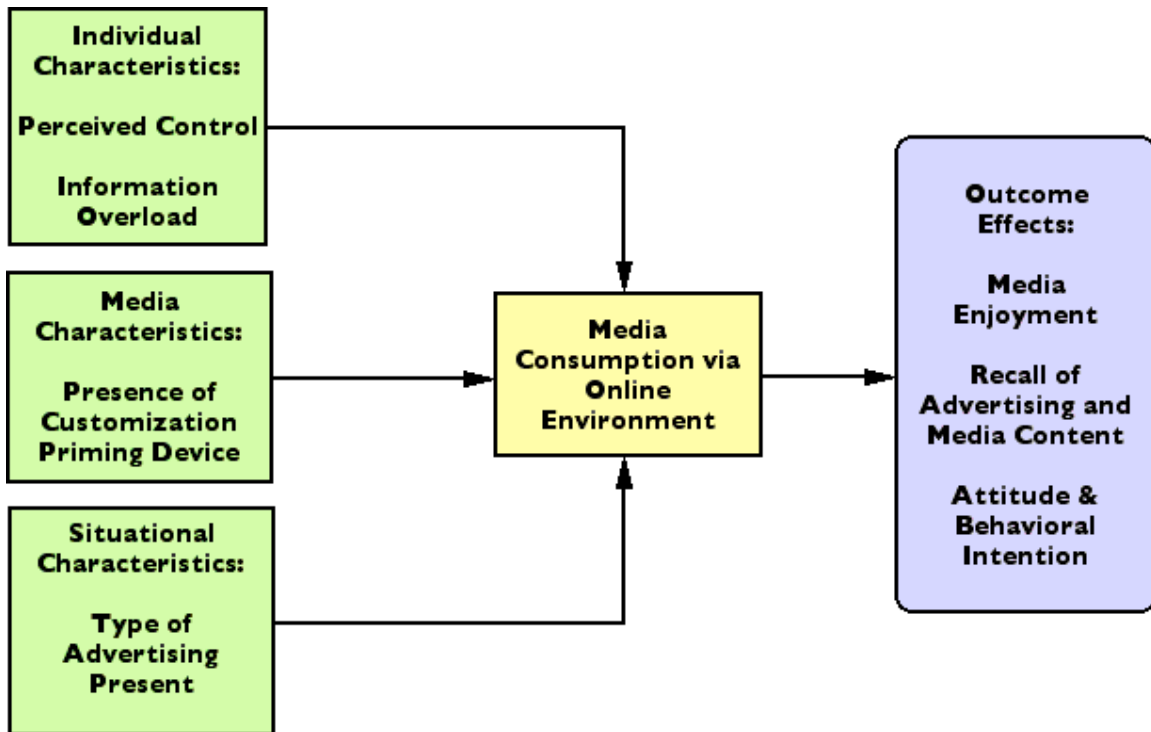 Individual
Characteristics:
Perceived Control
Information
Overload
Media
Characteristics:
Presence of
Customization
Priming Device
Situational
Characteristics:
Type of
Advertising
Present
Media
Consumption via
Online
Environment
Outcome
Effects:
Media
Enjoyment
Recall of
Advertising and
Media Content
Attitude &
Behavioral
Intention